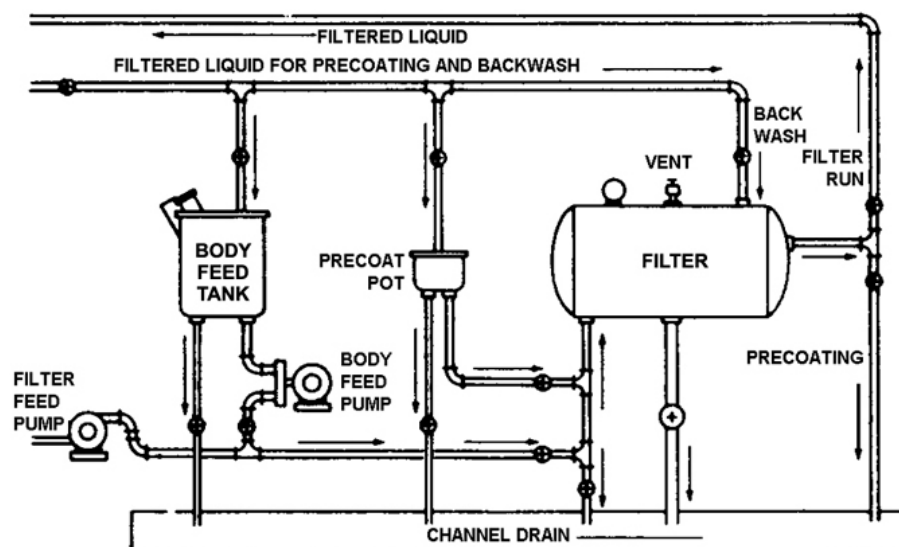 FILTERED LIQUID
FILTERED LIQUID FOR PRECOATING AND BACKWASH
BACK
WASH
VENT
FILTER
RUN
BODY
FEED
TANK
PRECOAT
POT
FILTER
PRECOATING
BODY
FEED
PUMP
FILTER
FEED
PUMP
CHANNEL DRAIN